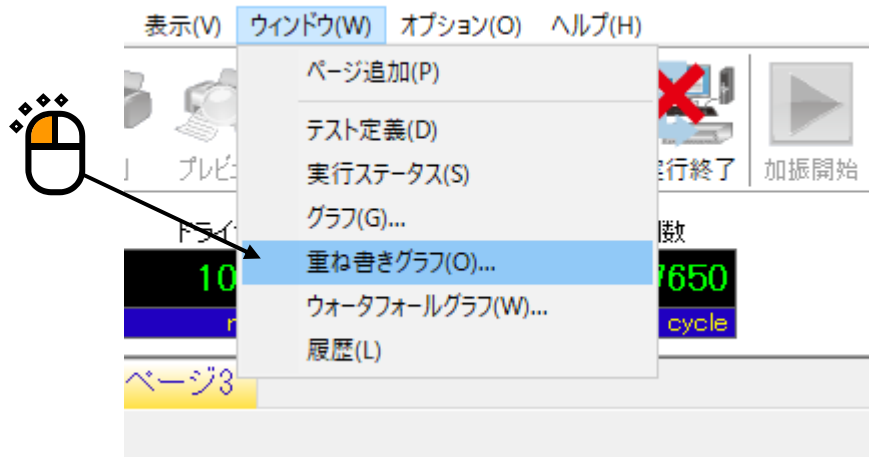 表示(V) ウィンドウ(W) オプション(O) ヘルプ(H)
ページ追加(P)
テスト定義(D)
実行ステータス(S)
グラフ(G)...
重ね書きグラフ(O)...
ウォータフォールグラフ(W)...
履歴(L)
プレビ
行終了 加振開始
ドライ 数
10 7650
cycle
ページ3